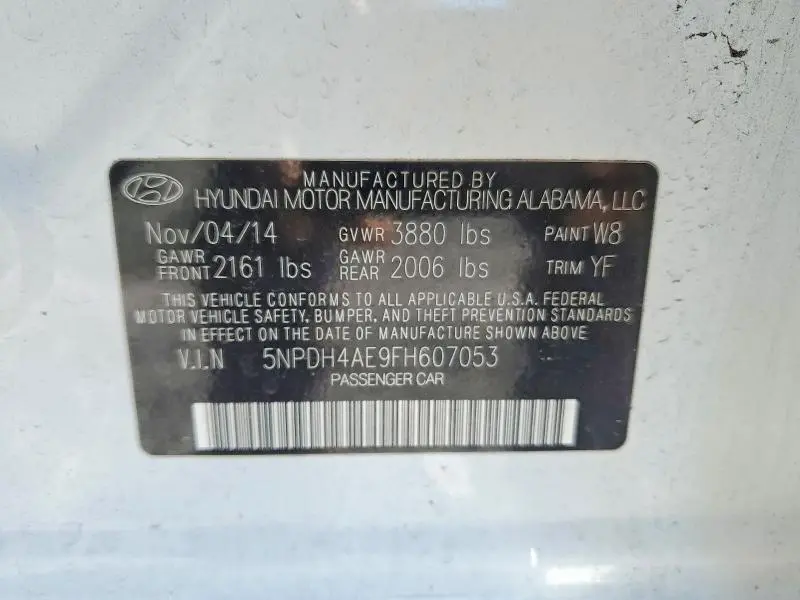 MANUFACTURED BY
HYUNDAI MOTOR MANUFACTURING ALABAMA, LLC
Nov/04/14 GVWR 3880 lbs PAINT W8
GAWR FRONT 2161 lbs GAWR REAR 2006 lbs TRIM YF
THIS VEHICLE CONFORMS TO ALL APPLICABLE U.S.A. FEDERAL
MOTOR VEHICLE SAFETY, BUMPER, AND THEFT PREVENTION STANDARDS
IN EFFECT ON THE DATE OF MANUFACTURE SHOWN ABOVE
V.I.N 5NPDH4AE9FH607053
PASSENGER CAR